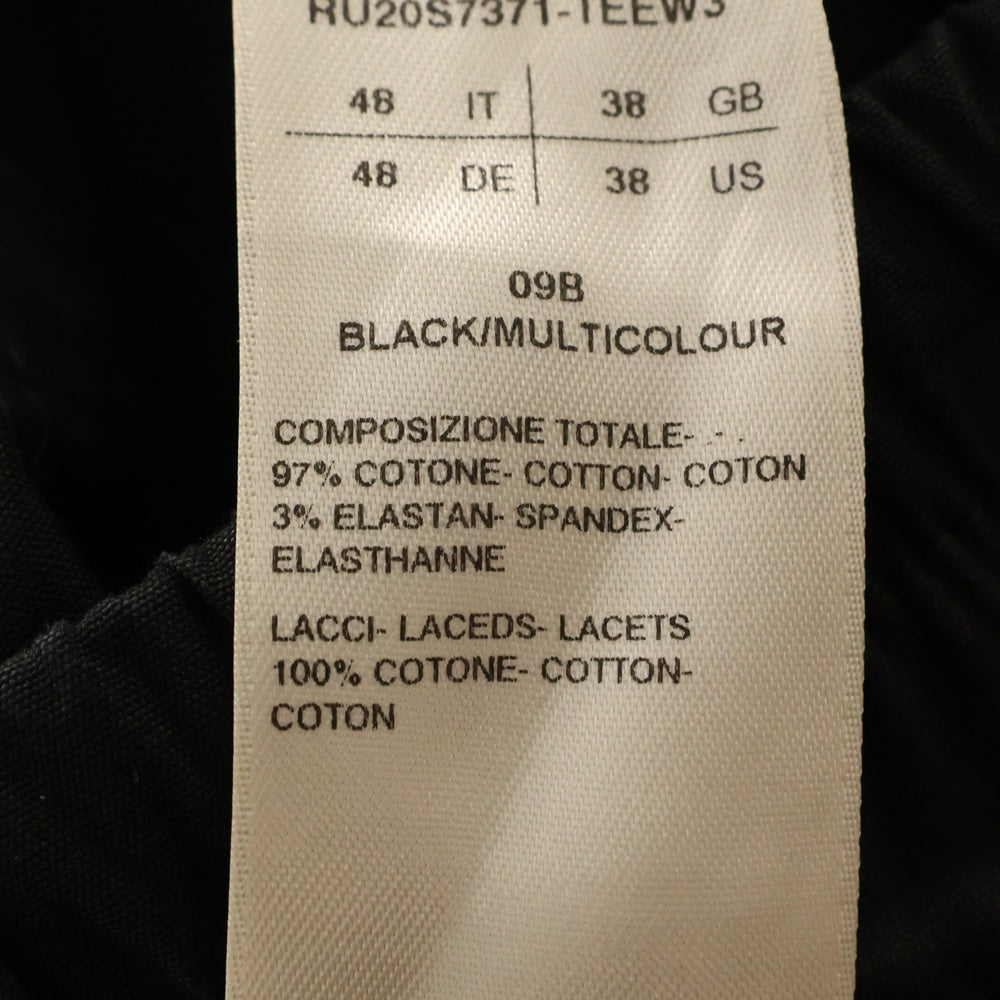 RU20S7371-TEEW3
48 IT 38 GB
48 DE 38 US
09B
BLACK/MULTICOLOUR
COMPOSIZIONE TOTALE- - -
97% COTONE- COTTON- COTON
3% ELASTAN- SPANDEX-
ELASTHANNE
LACCI- LACEDS- LACETS
100% COTONE- COTTON-
COTON